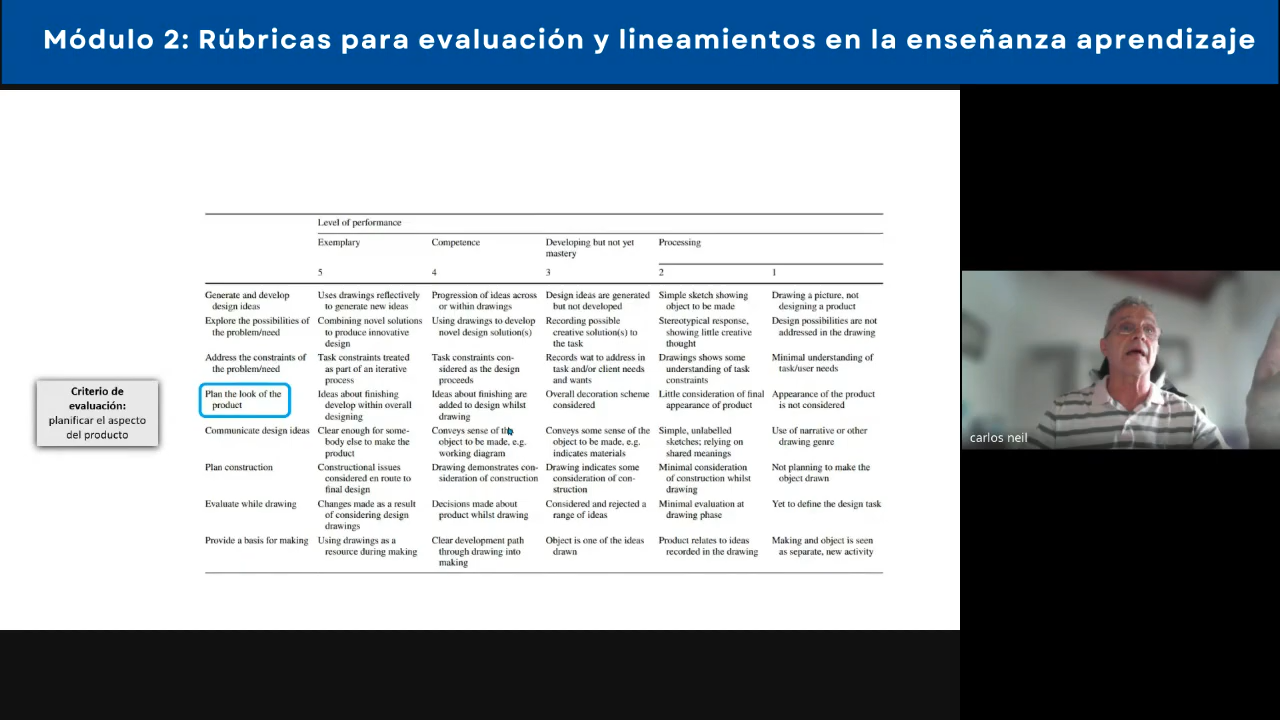 Módulo 2: Rúbricas para evaluación y lineamientos en la enseñanza aprendizaje
Level of performance
Exemplary Competence Developing but not yet Processing
mastery
5 4 3 2 1
Generate and develop Uses drawings reflectively Progression of ideas across Design ideas are generated Simple sketch showing Drawing a picture, not
design ideas to generate new ideas or within drawings but not developed object to be made designing a product
Explore the possibilities of Combining novel solutions Using drawings to develop Recording possible Stereotypical response, Design possibilities are not
the problem/need to produce innovative novel design solution(s) creative solution(s) to showing little creative addressed in the drawing
design the task thought
Address the constraints of Task constraints treated Task constraints con- Records wat to address in Drawings shows some Minimal understanding of
the problem/need as part of an iterative sidered as the design task and/or client needs understanding of task task/user needs
process proceeds and wants constraints
Plan the look of the Ideas about finishing Ideas about finishing are Overall decoration scheme Little consideration of final Appearance of the product
product develop within overall added to design whilst considered appearance of product is not considered
designing drawing
Communicate design ideas Clear enough for some- Conveys sense of the Conveys some sense of the Simple, unlabelled Use of narrative or other
body else to make the object to be made, e.g. object to be made, e.g. sketches; relying on drawing genre
product working diagram indicates materials shared meanings
Plan construction Constructional issues Drawing demonstrates con- Drawing indicates some Minimal consideration Not planning to make the
considered en route to sideration of construction consideration of con- of construction whilst object drawn
final design struction drawing
Evaluate while drawing Changes made as a result Decisions made about Considered and rejected a Minimal evaluation at Yet to define the design task
of considering design product whilst drawing range of ideas drawing phase
drawings
Provide a basis for making Using drawings as a Clear development path Object is one of the ideas Product relates to ideas Making and object is seen
resource during making through drawing into drawn recorded in the drawing as separate, new activity
making
Criterio de
evaluación:
planificar el aspecto
del producto
carlos neil